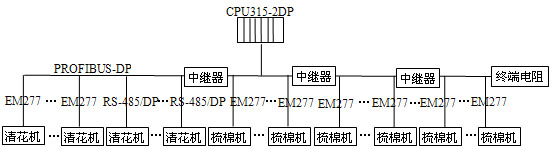 CPU315-2DP
PROFIBUS-DP
中继器 中继器 中继器 终端电阻
EM277 ··· EM277 RS-485/DP ··· RS-485/DP EM277 ··· EM277 EM277 ··· EM277 EM277 ··· EM277
清花机 ··· 清花机 清花机 ··· 清花机 梳棉机 ··· 梳棉机 梳棉机 ··· 梳棉机 梳棉机 ··· 梳棉机